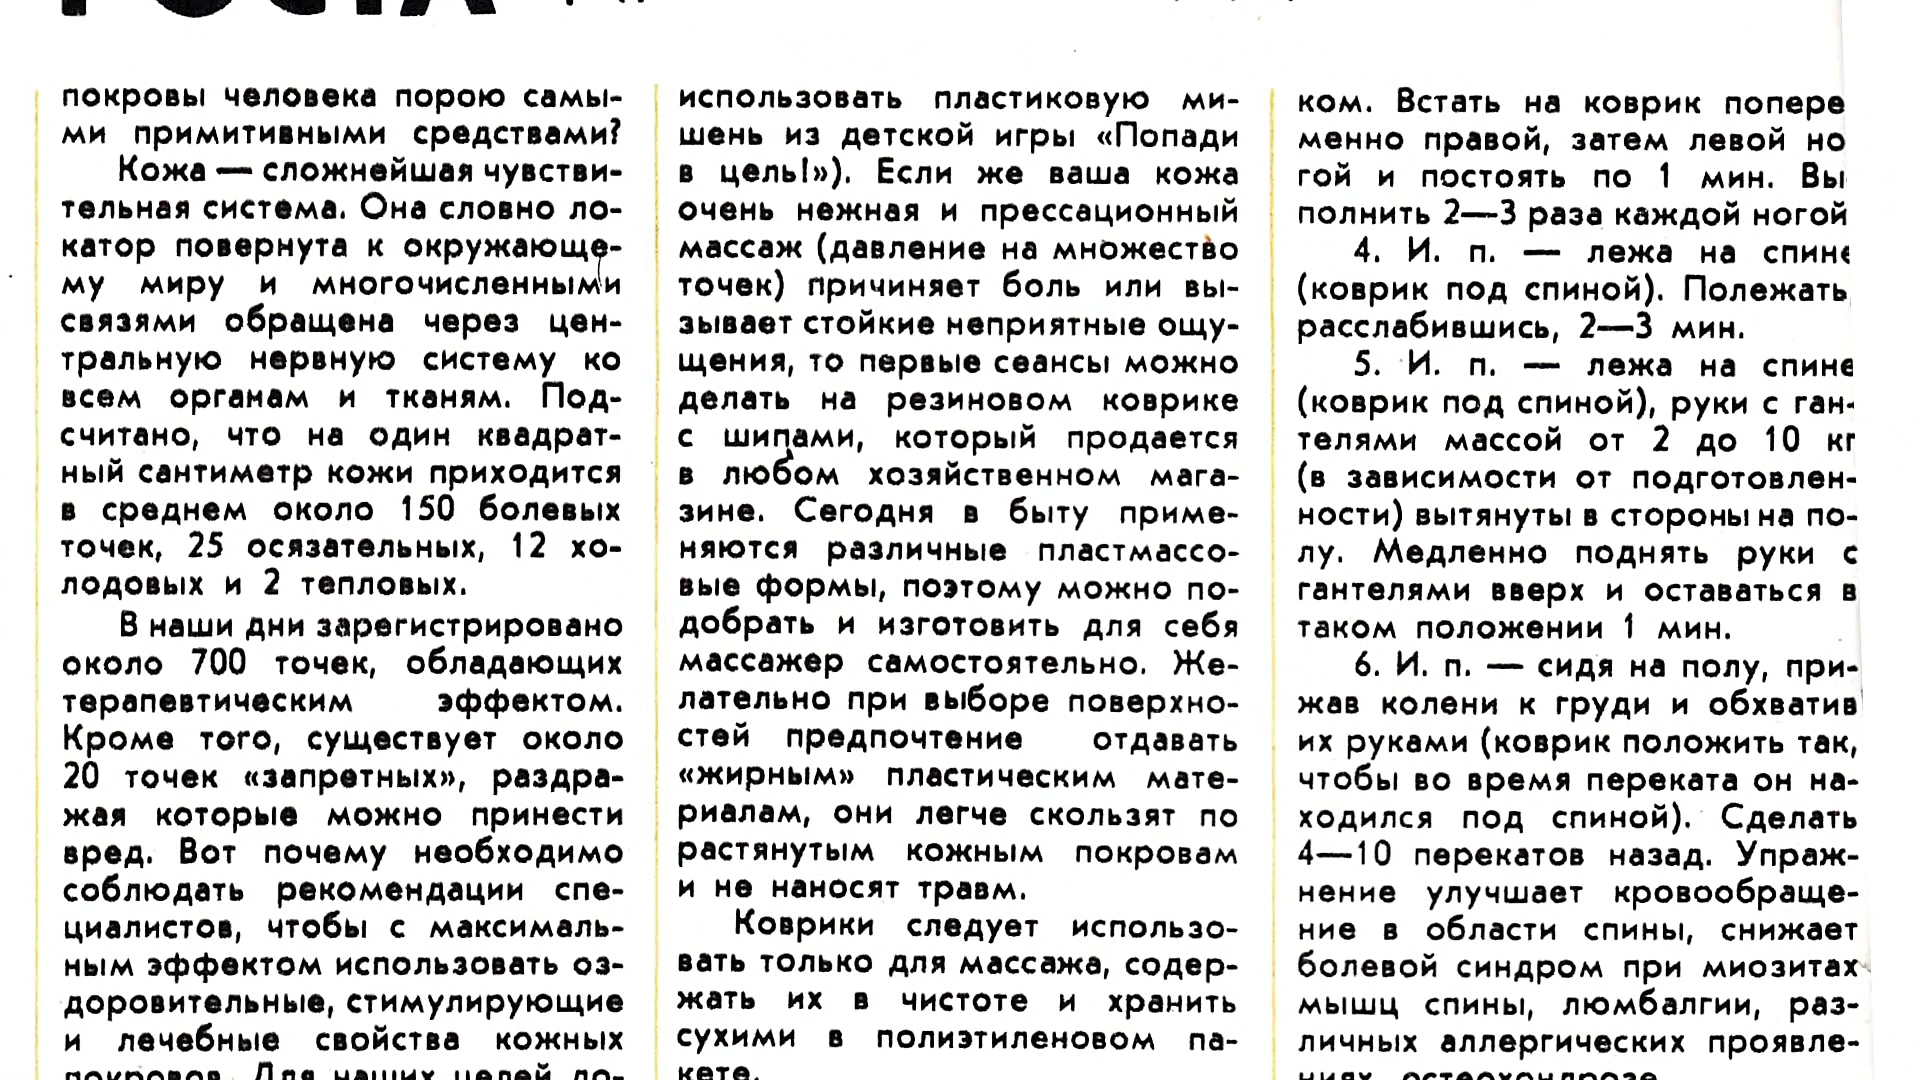 покровы человека порою самы-
ми примитивными средствами?
Кожа — сложнейшая чувстви-
тельная система. Она словно ло-
катор повернута к окружающе-
му миру и многочисленными
связями обращена через цен-
тральную нервную систему ко
всем органам и тканям. Под-
считано, что на один квадрат-
ный сантиметр кожи приходится
в среднем около 150 болевых
точек, 25 осязательных, 12 хо-
лодовых и 2 тепловых.
В наши дни зарегистрировано
около 700 точек, обладающих
терапевтическим эффектом.
Кроме того, существует около
20 точек «запретных», раздра-
жая которые можно принести
вред. Вот почему необходимо
соблюдать рекомендации спе-
циалистов, чтобы с максималь-
ным эффектом использовать оз-
доровительные, стимулирующие
и лечебные свойства кожных
покровов. Для наших целей до-
использовать пластиковую ми-
шень из детской игры «Попади
в цель!»). Если же ваша кожа
очень нежная и прессационный
массаж (давление на множество
точек) причиняет боль или вы-
зывает стойкие неприятные ощу-
щения, то первые сеансы можно
делать на резиновом коврике
с шипами, который продается
в любом хозяйственном мага-
зине. Сегодня в быту приме-
няются различные пластмассо-
вые формы, поэтому можно по-
добрать и изготовить для себя
массажер самостоятельно. Же-
лательно при выборе поверхно-
стей предпочтение отдавать
«жирным» пластическим мате-
риалам, они легче скользят по
растянутым кожным покровам
и не наносят травм.
Коврики следует использо-
вать только для массажа, содер-
жать их в чистоте и хранить
сухими в полиэтиленовом па-
кете.
ком. Встать на коврик попере
менно правой, затем левой но
гой и постоять по 1 мин. Вы
полнить 2—3 раза каждой ногой
4. И. п. — лежа на спине
(коврик под спиной). Полежать
расслабившись, 2—3 мин.
5. И. п. — лежа на спине
(коврик под спиной), руки с ган-
телями массой от 2 до 10 кг
(в зависимости от подготовлен-
ности) вытянуты в стороны на по-
лу. Медленно поднять руки с
гантелями вверх и оставаться в
таком положении 1 мин.
6. И. п. — сидя на полу, при-
жав колени к груди и обхватив
их руками (коврик положить так,
чтобы во время переката он на-
ходился под спиной). Сделать
4—10 перекатов назад. Упраж-
нение улучшает кровообраще-
ние в области спины, снижает
болевой синдром при миозитах
мышц спины, люмбалгии, раз-
личных аллергических проявле-
ниях, остеохондрозе.